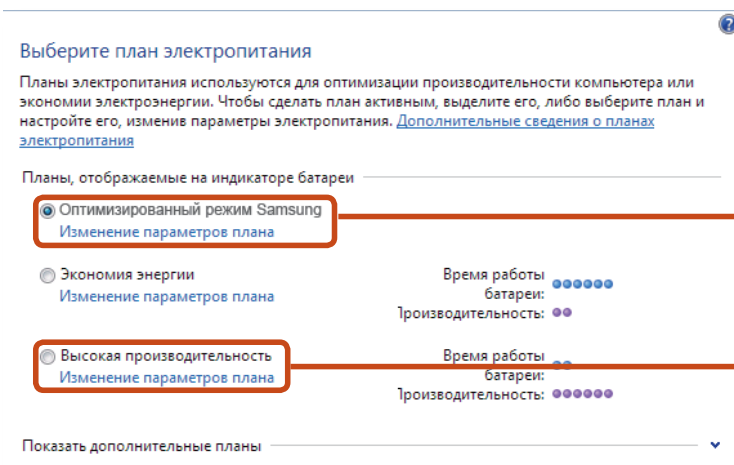 Выберите план электропитания
Планы электропитания используются для оптимизации производительности компьютера или
экономии электроэнергии. Чтобы сделать план активным, выделите его, либо выберите план и
настройте его, изменив параметры электропитания. Дополнительные сведения о планах
электропитания
Планы, отображаемые на индикаторе батареи
Оптимизированный режим Samsung
Изменение параметров плана
Экономия энергии
Изменение параметров плана
Время работы
батареи:
Производительность:
Высокая производительность
Изменение параметров плана
Время работы
батареи:
Производительность:
Показать дополнительные планы